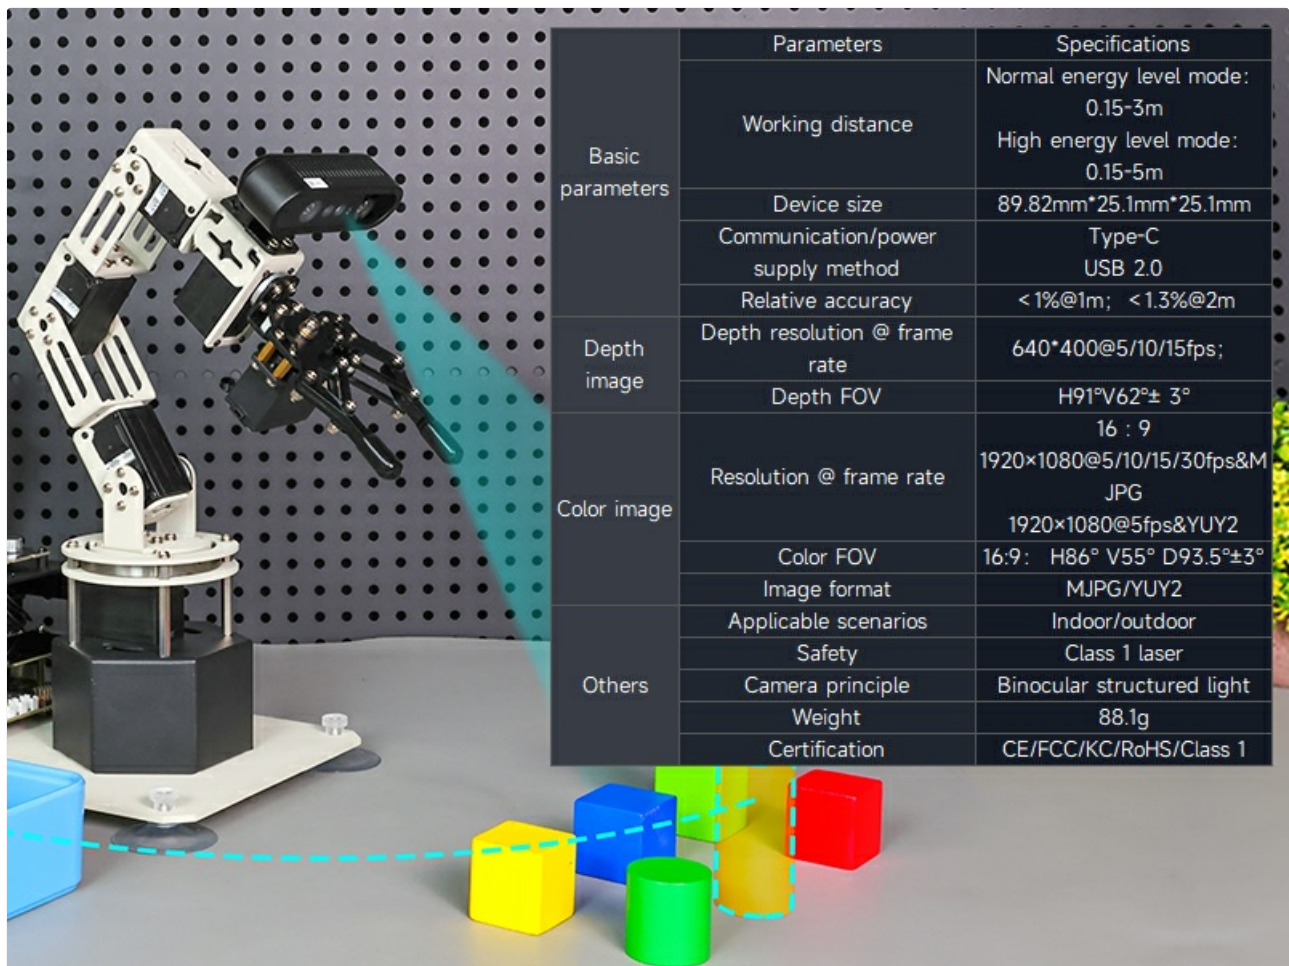 Parameters Specifications
Basic parameters
Working distance
Normal energy level mode:
0.15-3m
High energy level mode:
0.15-5m
Device size 89.82mm*25.1mm*25.1mm
Communication/power
supply method
Type-C
USB 2.0
Relative accuracy <1%@1m; <1.3%@2m
Depth
image
Depth resolution @ frame
rate
640*400@5/10/15fps;
Depth FOV H91°V62°± 3°
Color image
Resolution @ frame rate
16 : 9
1920×1080@5/10/15/30fps&M
JPG
1920×1080@5fps&YUY2
Color FOV 16:9: H86° V55° D93.5°±3°
Image format MJPG/YUY2
Others
Applicable scenarios Indoor/outdoor
Safety Class 1 laser
Camera principle Binocular structured light
Weight 88.1g
Certification CE/FCC/KC/RoHS/Class 1